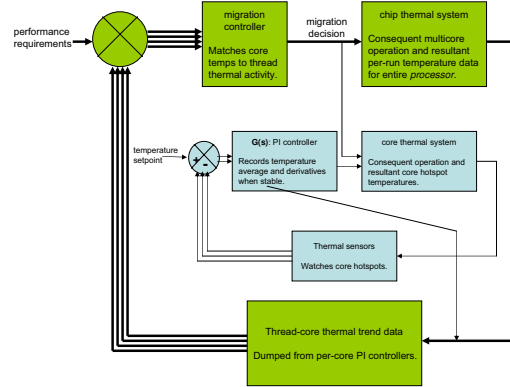 performance
requirements
migration
controller
Matches core
temps to thread
thermal activity.
migration
decision
chip thermal system
Consequent multicore
operation and resultant
per-run temperature data
for entire processor.
temperature
setpoint
+
-
G(s): PI controller
Records temperature
average and derivatives
when stable.
core thermal system
Consequent operation and
resultant core hotspot
temperatures.
Thermal sensors
Watches core hotspots.
Thread-core thermal trend data
Dumped from per-core PI controllers.